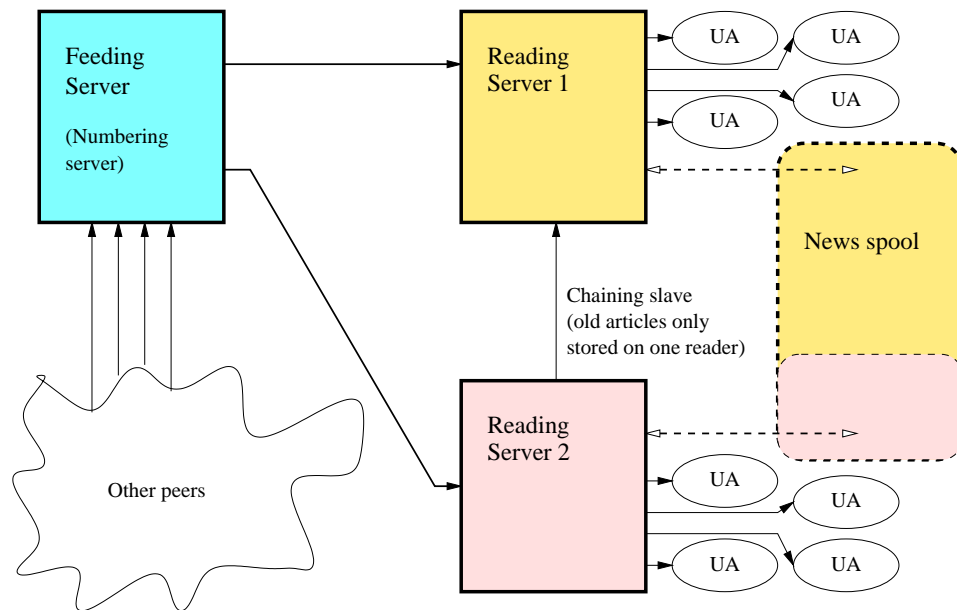 Feeding
Server
(Numbering
server)
Reading
Server 1
UA
UA
UA
UA
News spool
Chaining slave
(old articles only
stored on one reader)
Reading
Server 2
Other peers
UA
UA
UA
UA